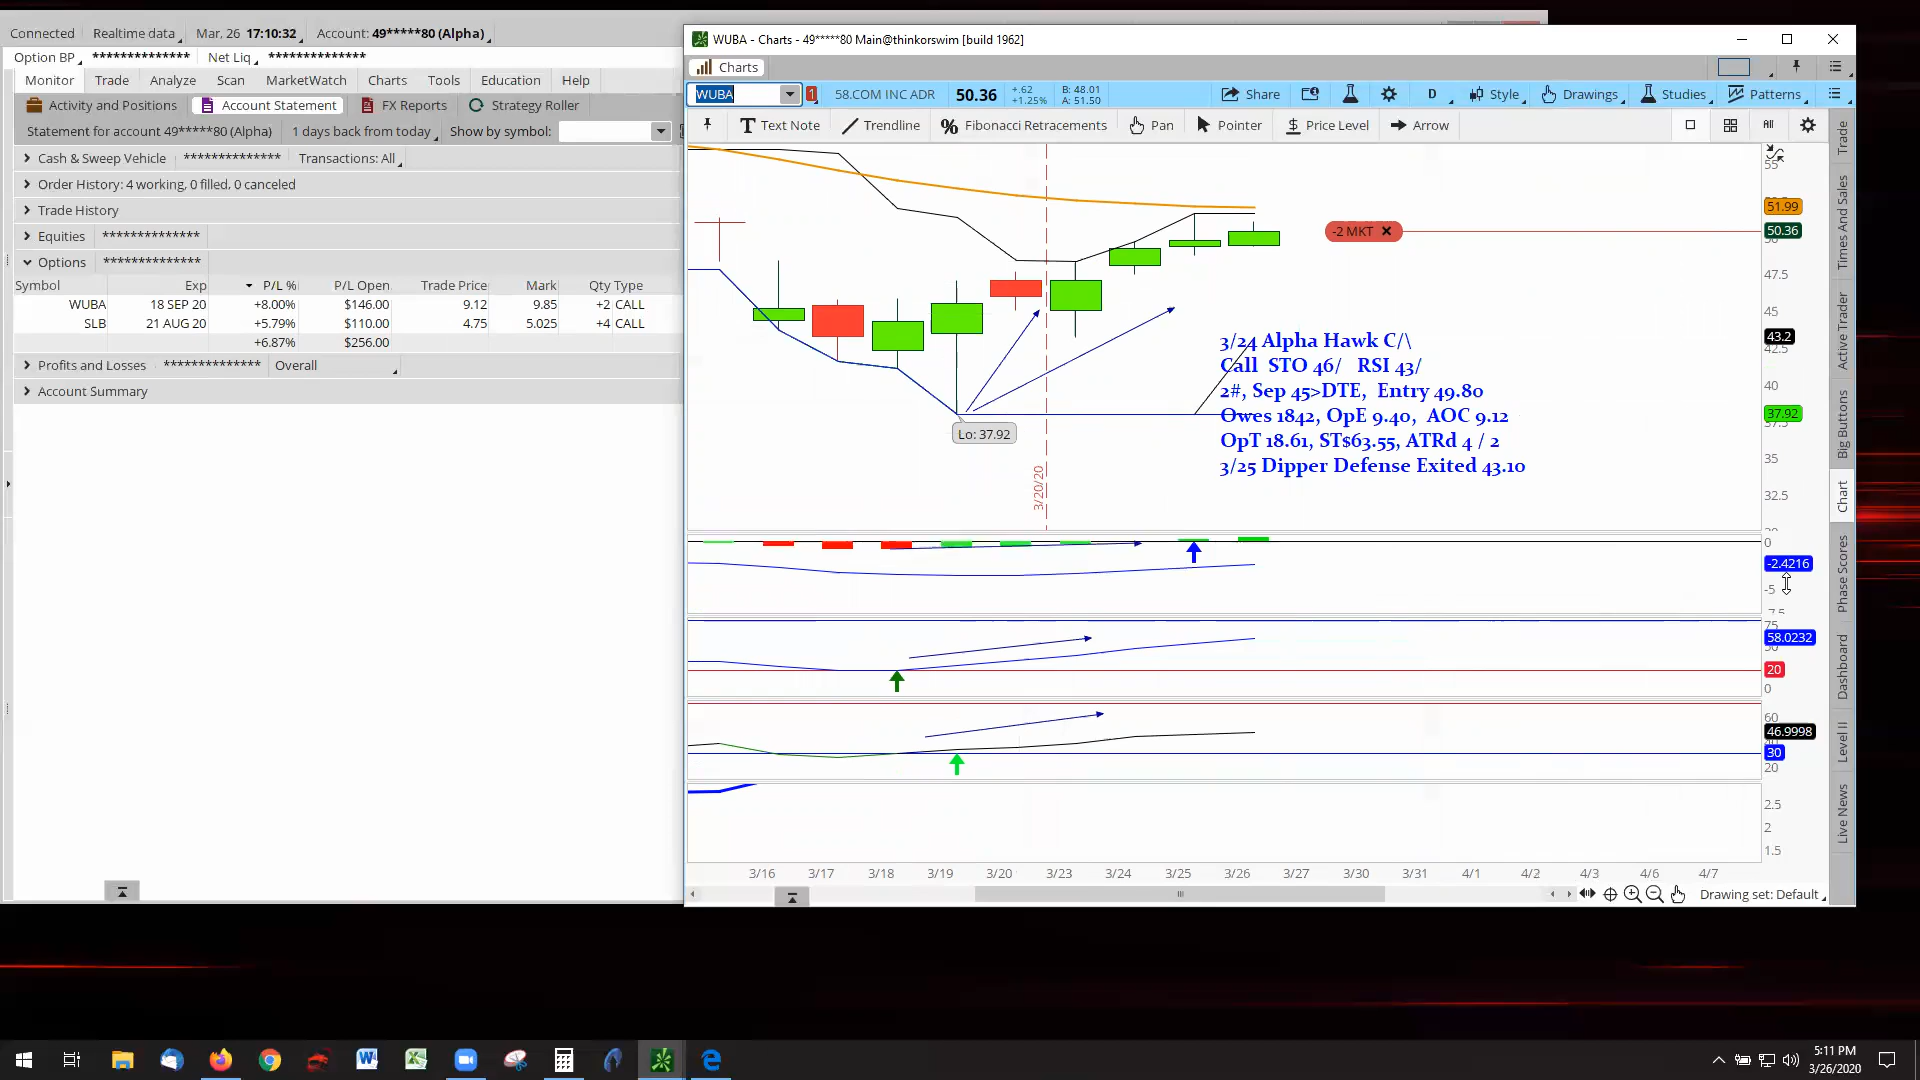 Connected Realtime data Mar, 26 17:10:32 Account: 49*****80 (Alpha)
Option BP **************  Net Liq **************
Monitor Trade Analyze Scan MarketWatch Charts Tools Education Help
Activity and Positions Account Statement FX Reports Strategy Roller
Statement for account 49*****80 (Alpha) 1 days back from today Show by symbol:
Cash & Sweep Vehicle ************** Transactions: All
Order History: 4 working, 0 filled, 0 canceled
Trade History
Equities **************
Options **************
Symbol Exp P/L % P/L Open Trade Price Mark Qty Type
WUBA 18 SEP 20 +8.00% $146.00 9.12 9.85 +2 CALL
SLB 21 AUG 20 +5.79% $110.00 4.75 5.025 +4 CALL
+6.87% $256.00
Profits and Losses ************** Overall
Account Summary
WUBA - Charts - 49*****80 Main@thinkorswim [build 1962]
Charts
WUBA 1 58.COM INC ADR 50.36 +.62 +1.25% B: 48.01 A: 51.50 Share D Style Drawings Studies Patterns
Text Note Trendline Fibonacci Retracements Pan Pointer Price Level Arrow All
55
51.99
50.36
-2 MKT
47.5
45
43.2
42.5
40
37.92
37.5
35
32.5
3/24 Alpha Hawk C/\
Call STO 46/ RSI 43/
2#, Sep 45>DTE, Entry 49.80
Owes 1842, OpE 9.40, AOC 9.12
OpT 18.61, ST$63.55, ATRd 4 / 2
3/25 Dipper Defense Exited 43.10
Lo: 37.92
3/20/20
0
-2.4216
-5
-7.5
75
58.0232
20
0
60
46.9998
30
20
2.5
2
1.5
3/16 3/17 3/18 3/19 3/20 3/23 3/24 3/25 3/26 3/27 3/30 3/31 4/1 4/2 4/3 4/6 4/7
Drawing set: Default
Trade
Times And Sales
Active Trader
Big Buttons
Chart
Phase Scores
Dashboard
Level II
Live News
5:11 PM
3/26/2020